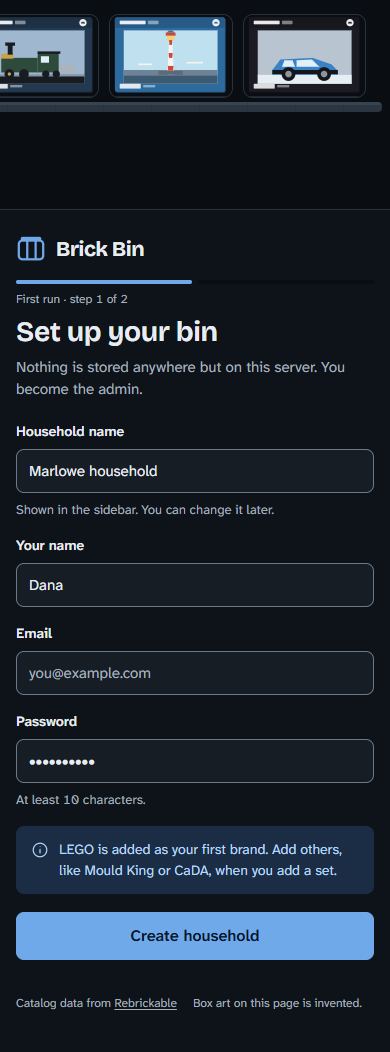 Brick Bin
First run · step 1 of 2
Set up your bin
Nothing is stored anywhere but on this server. You
become the admin.
Household name
Marlowe household
Shown in the sidebar. You can change it later.
Your name
Dana
Email
you@example.com
Password
••••••••••
At least 10 characters.
LEGO is added as your first brand. Add others,
like Mould King or CaDA, when you add a set.
Create household
Catalog data from Rebrickable Box art on this page is invented.